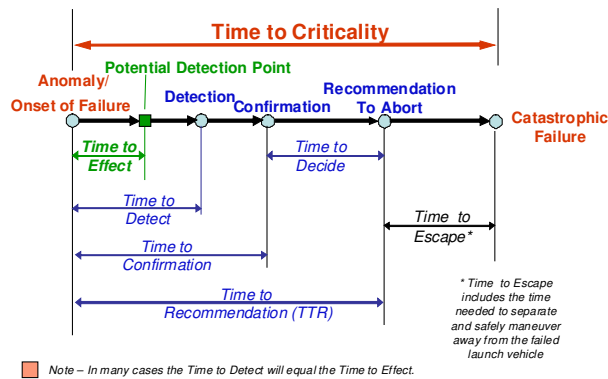 Time to Criticality
Potential Detection Point
Anomaly/
Onset of Failure
Detection
Confirmation
Recommendation
To Abort
Catastrophic
Failure
Time to
Effect
Time to
Decide
Time to
Detect
Time to
Escape*
Time to
Confirmation
Time to
Recommendation (TTR)
* Time to Escape
includes the time
needed to separate
and safely maneuver
away from the failed
launch vehicle
Note – In many cases the Time to Detect will equal the Time to Effect.